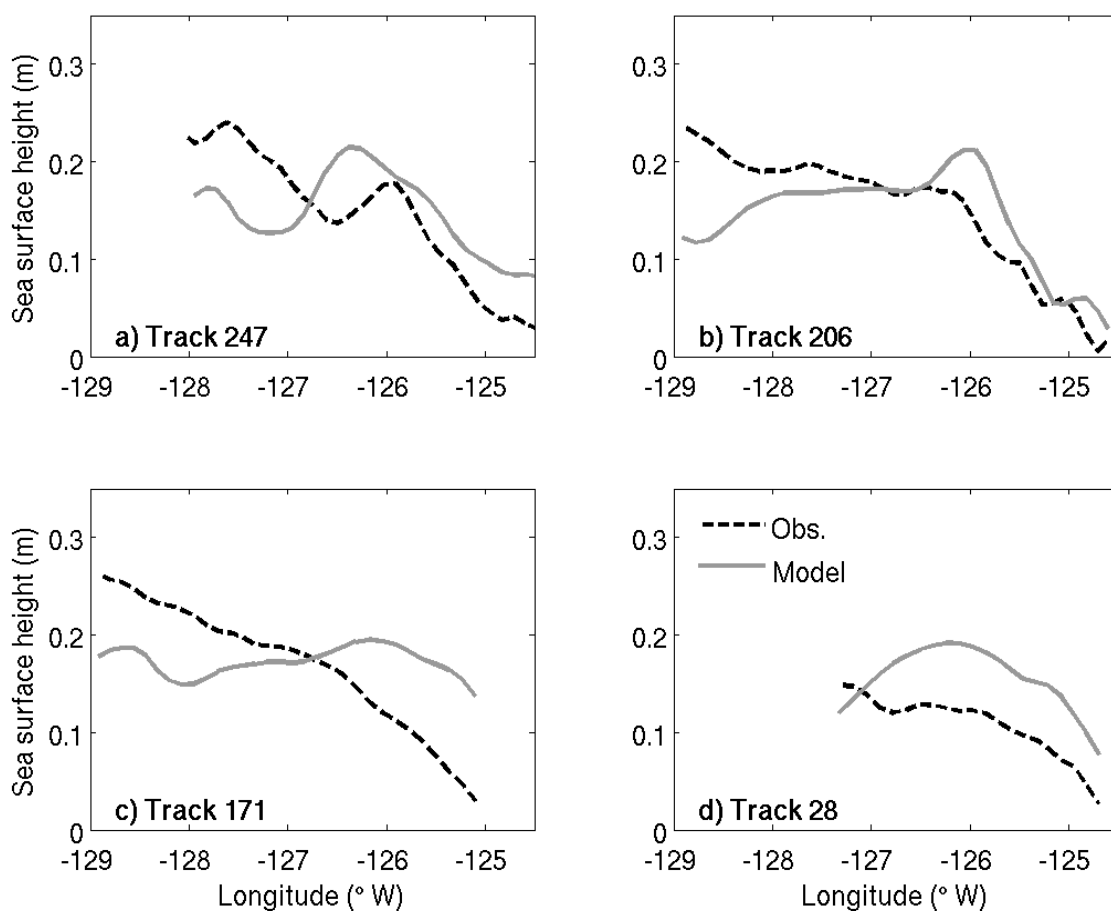 Sea surface height (m)
0.3
0.2
0.1
0
a) Track 247
-129 -128 -127 -126 -125
0.3
0.2
0.1
0
b) Track 206
-129 -128 -127 -126 -125
Sea surface height (m)
0.3
0.2
0.1
0
c) Track 171
-129 -128 -127 -126 -125
Longitude (° W)
0.3
0.2
0.1
0
Obs.
Model
d) Track 28
-129 -128 -127 -126 -125
Longitude (° W)